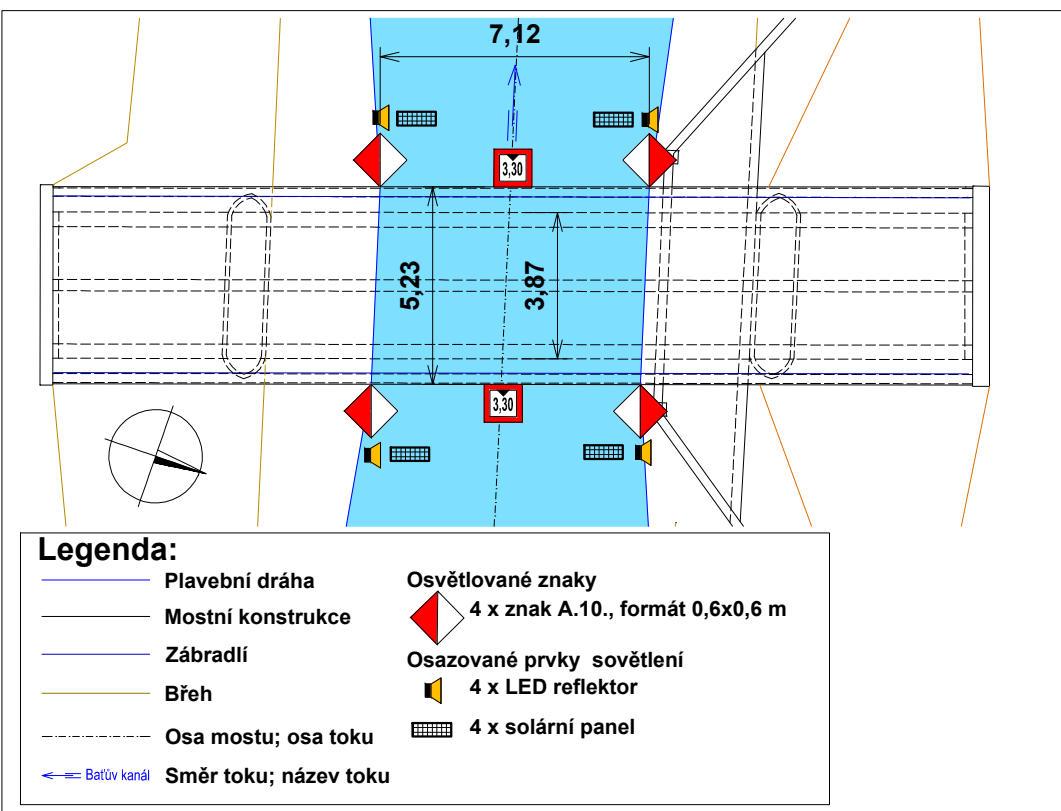 7,12
3,30
5,23
3,87
3,30
Legenda:
Plavební dráha
Mostní konstrukce
Zábradlí
Břeh
Osa mostu; osa toku
Baťův kanál Směr toku; název toku
Osvětlované znaky
4 x znak A.10., formát 0,6x0,6 m
Osazované prvky sovětlení
4 x LED reflektor
4 x solární panel